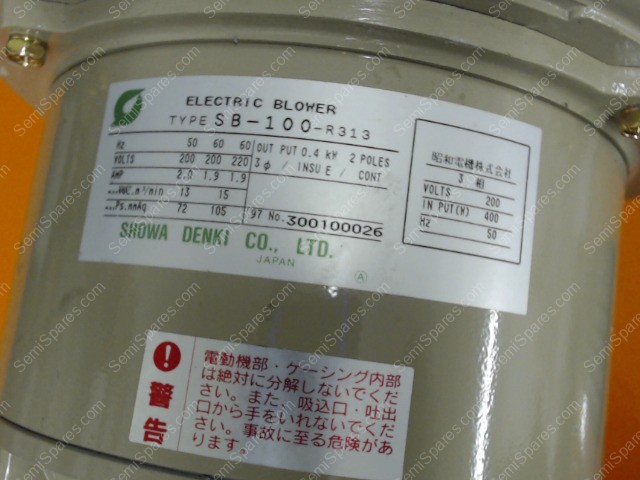 ELECTRIC BLOWER
TYPE SB-100-R313
Hz 50 60 60 OUT PUT 0.4 kW 2 POLES
VOLTS 200 200 220 3φ / INSU E / CONT
AMP 2.0 1.9 1.9
m³/min 13 15
Ps.mmAq 72 105 '97 No. 300100026
SHOWA DENKI CO., LTD.
JAPAN
A
昭和電機株式会社
3 相
VOLTS 200
IN PUT(W) 400
Hz 50
警告
電動機部・ケーシング内部
は絶対に分解しないでくだ
さい。また、吸込口・吐出
口から手をいれないでくだ
さい。事故に至る危険があ
ります。
SemiSpares.com